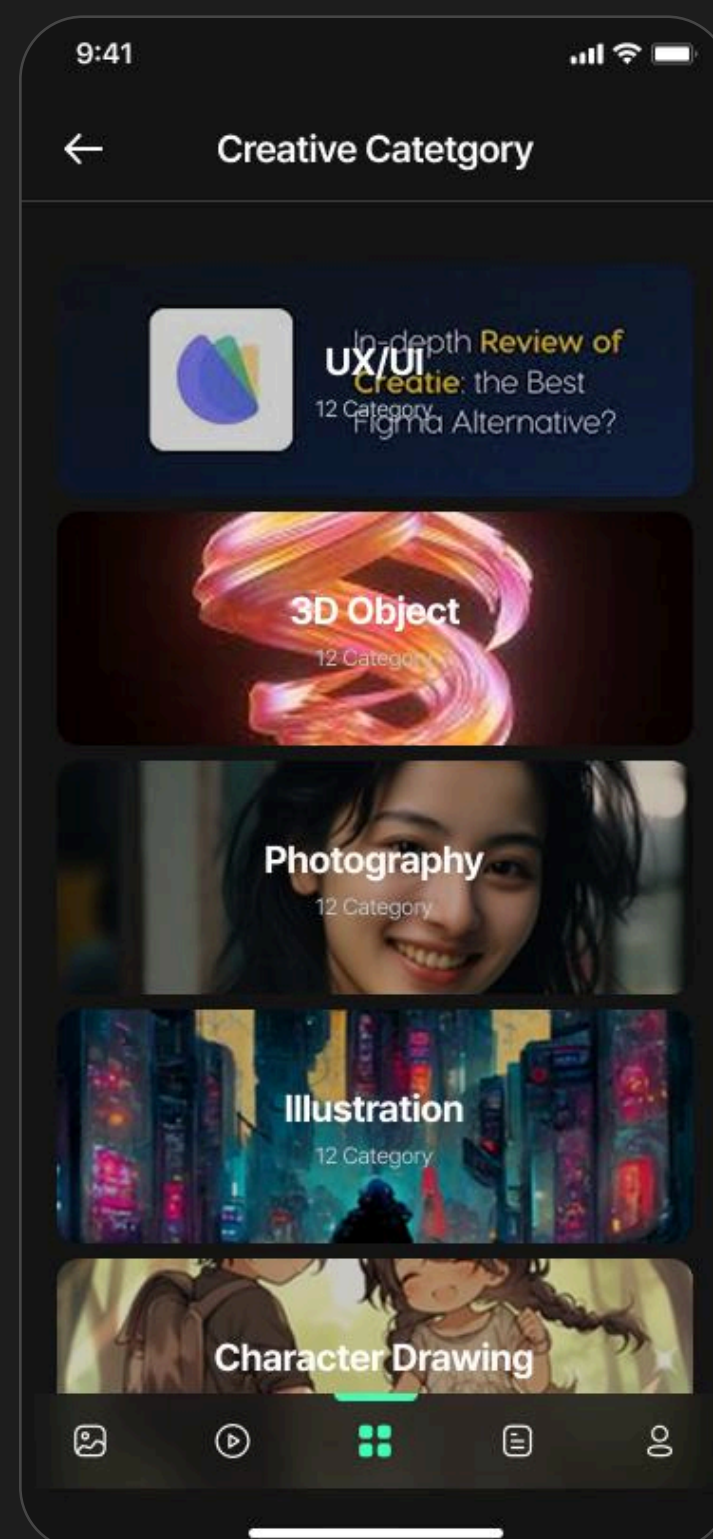 9:41
Creative Catetgory
In-depth Review of
Creatie: the Best
Figma Alternative?
UX/UI
12 Category
3D Object
12 Category
Photography
12 Category
Illustration
12 Category
Character Drawing